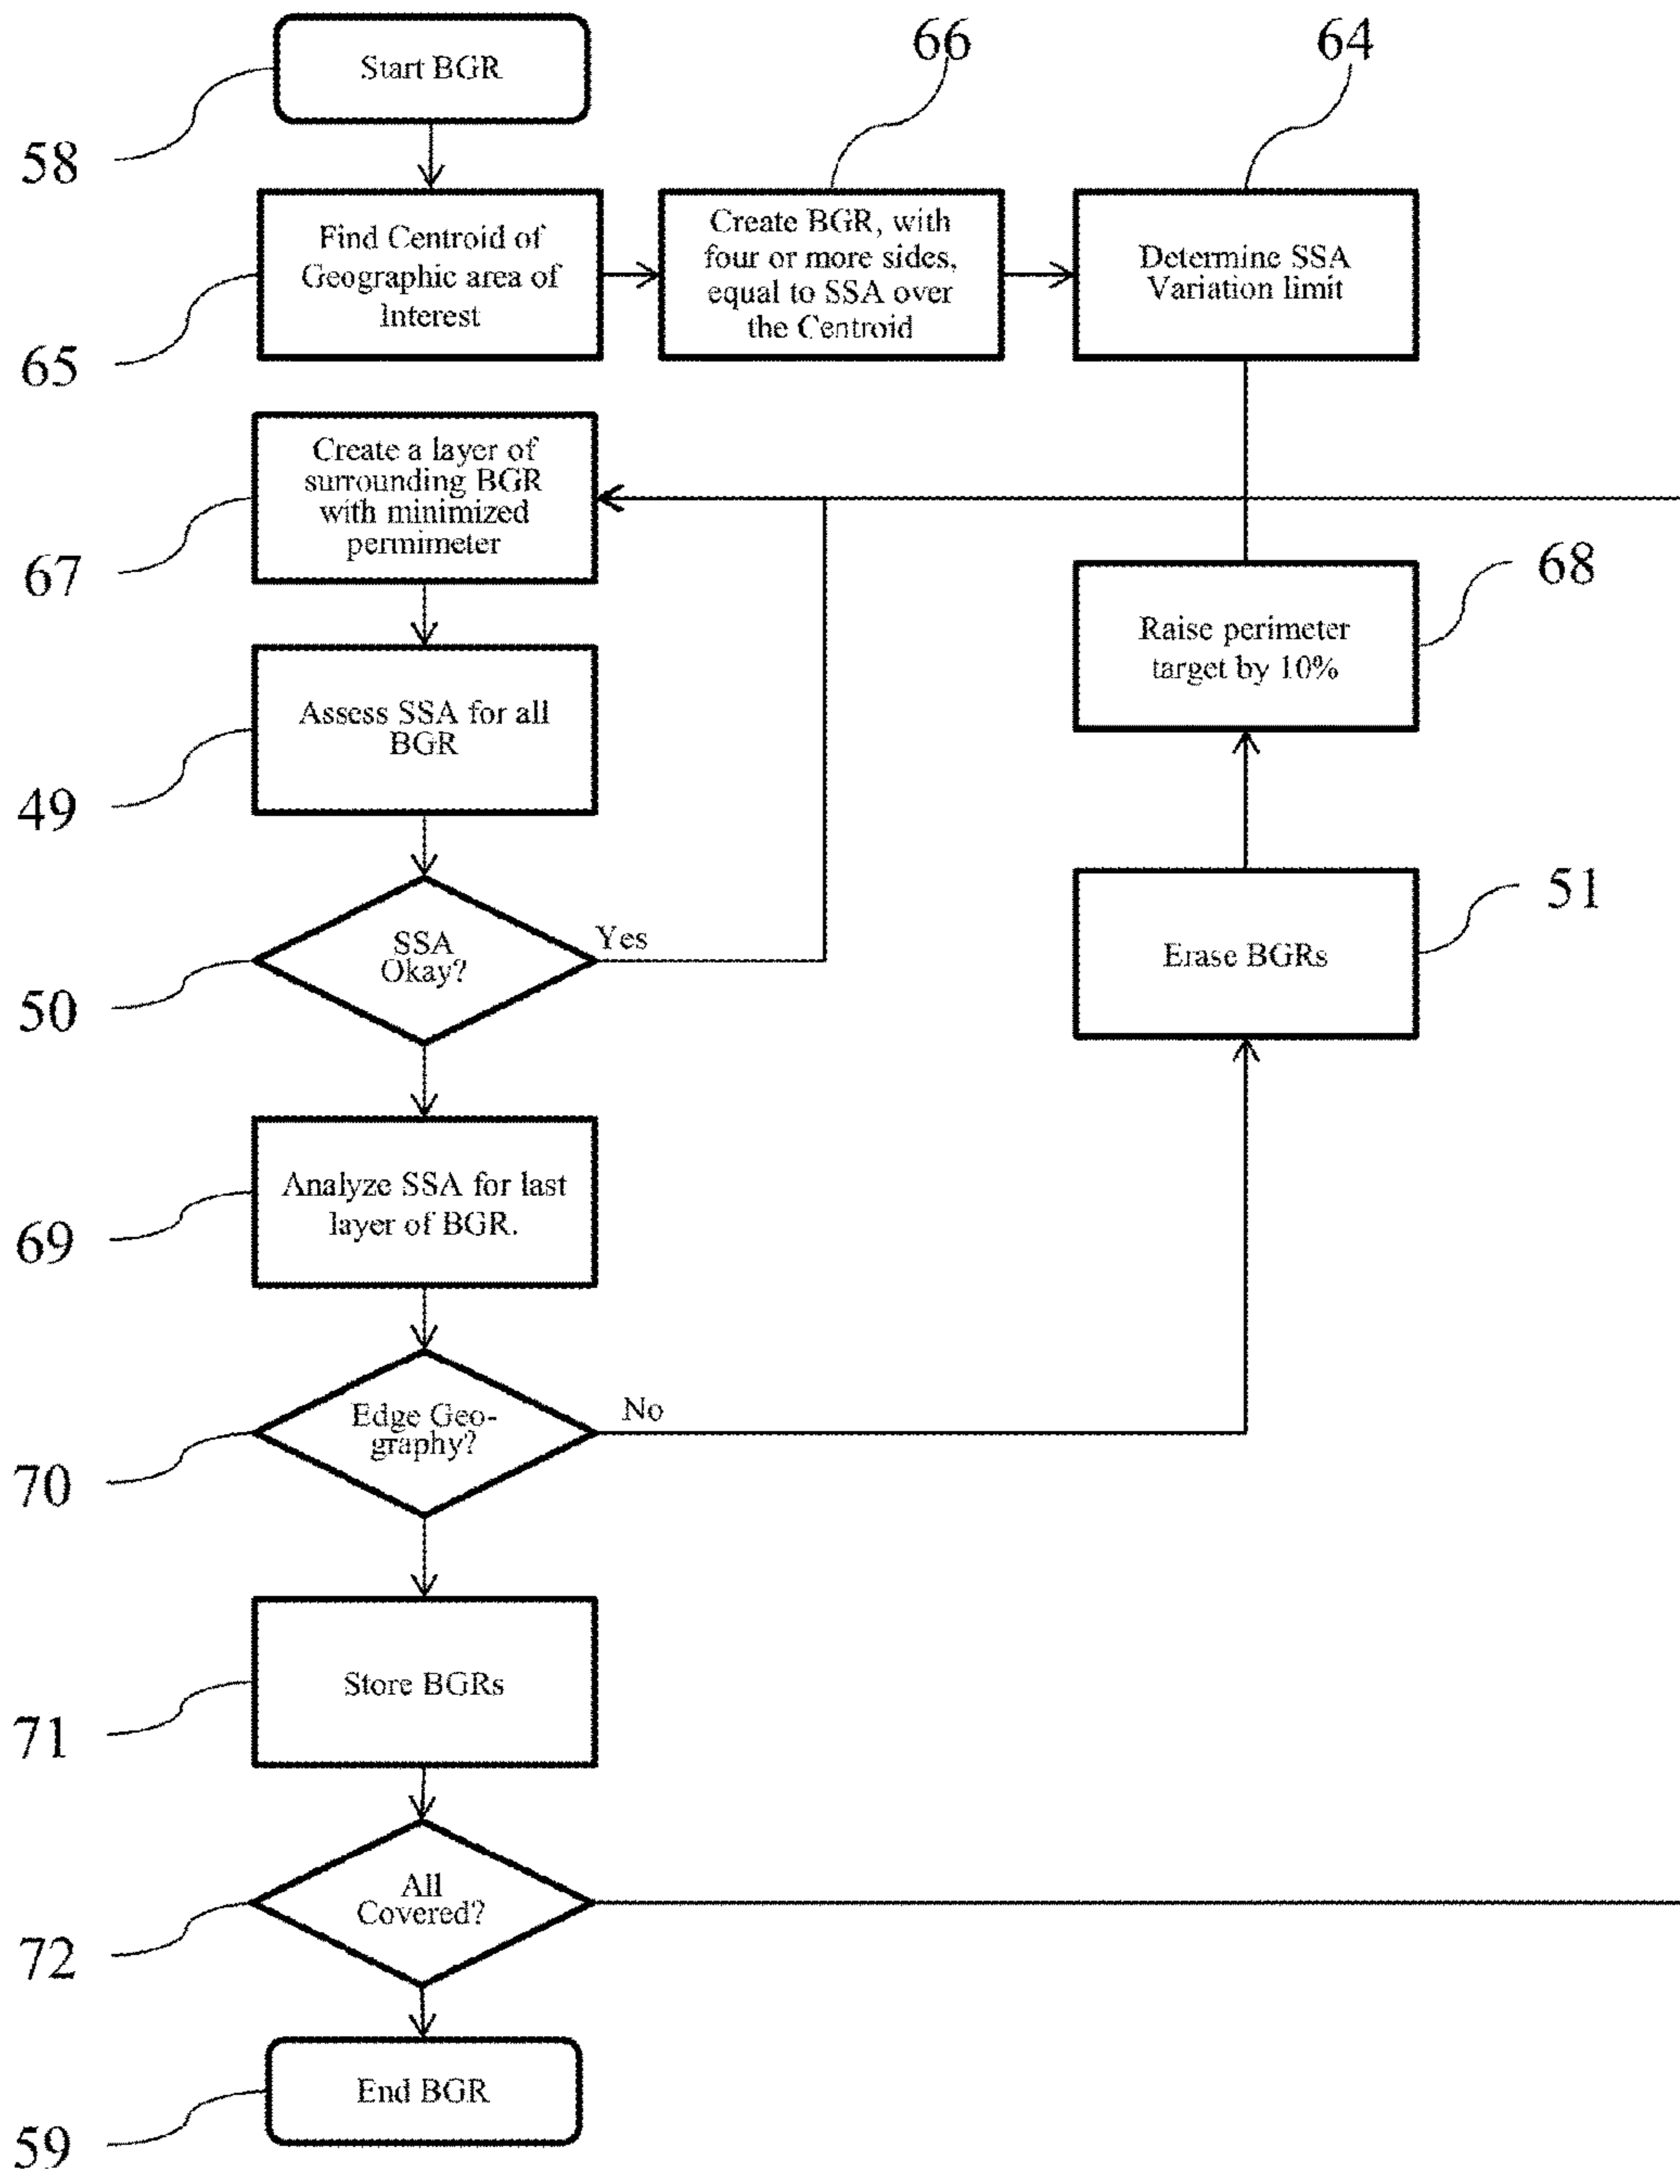 Start BGR
66
64
58
Find Centroid of
Geographic area of
Interest
Create BGR, with
four or more sides,
equal to SSA over
the Centroid
Determine SSA
Variation limit
65
Create a layer of
surrounding BGR
with minimized
permimeter
67
68
Raise perimeter
target by 10%
Assess SSA for all
BGR
49
51
Erase BGRs
SSA
Okay?
Yes
50
Analyze SSA for last
layer of BGR.
69
Edge Geo-
graphy?
No
70
Store BGRs
71
All
Covered?
72
End BGR
59